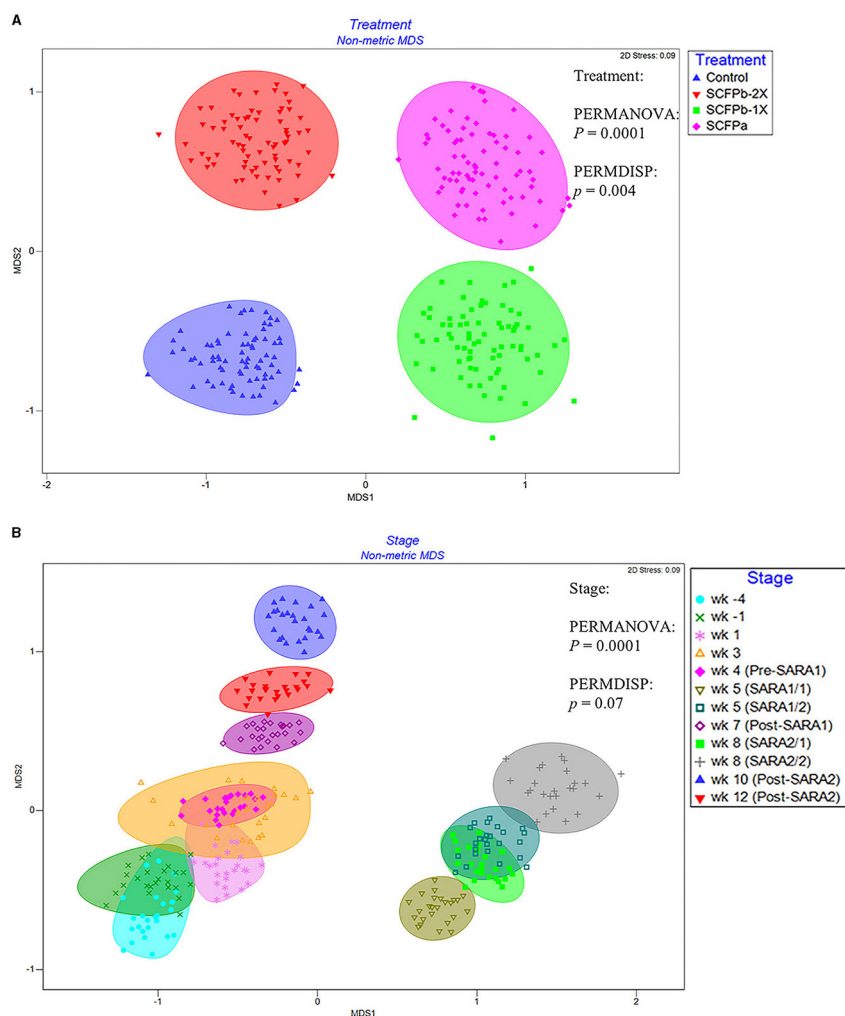 A
Treatment
Non-metric MDS
2D Stress: 0.09
Treatment:
PERMANOVA:
P = 0.0001
PERMDISP:
p = 0.004
Treatment
Control
SCFPb-2X
SCFPb-1X
SCFPa
1
0
-1
MDS2
-2
-1
0
1
MDS1
B
Stage
Non-metric MDS
2D Stress: 0.09
Stage:
PERMANOVA:
P = 0.0001
PERMDISP:
p = 0.07
Stage
wk -4
wk -1
wk 1
wk 3
wk 4 (Pre-SARA1)
wk 5 (SARA1/1)
wk 5 (SARA1/2)
wk 7 (Post-SARA1)
wk 8 (SARA2/1)
wk 8 (SARA2/2)
wk 10 (Post-SARA2)
wk 12 (Post-SARA2)
1
0
-1
MDS2
-1
0
1
2
MDS1